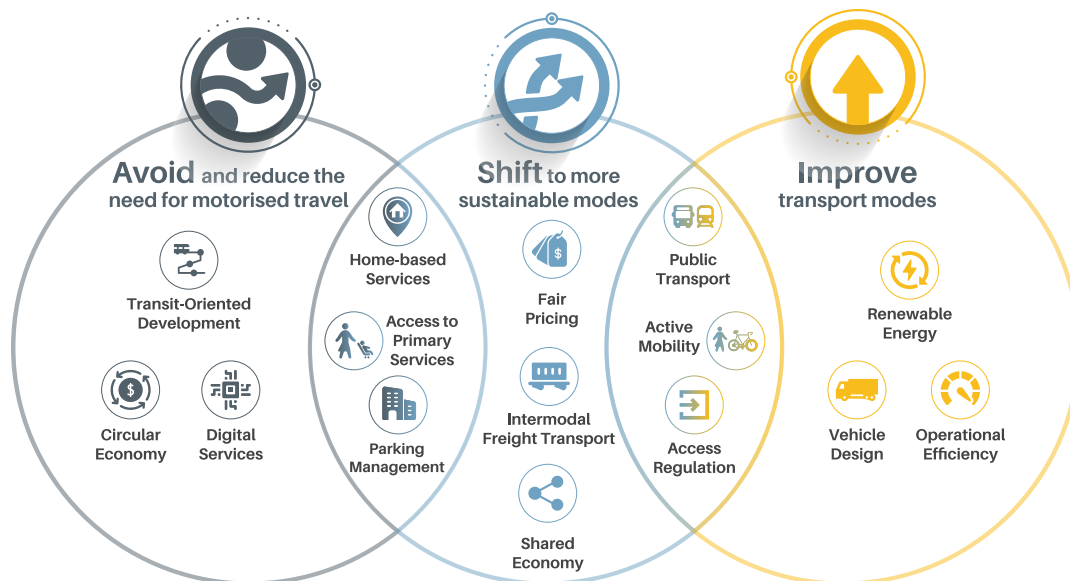 Avoid and reduce the
need for motorised travel
Transit-Oriented
Development
$
Circular
Economy
Digital
Services
Home-based
Services
Access to
Primary
Services
Parking
Management
Shift to more
sustainable modes
$
Fair
Pricing
Intermodal
Freight Transport
Shared
Economy
Public
Transport
Active
Mobility
Access
Regulation
Improve
transport modes
Renewable
Energy
Vehicle
Design
Operational
Efficiency